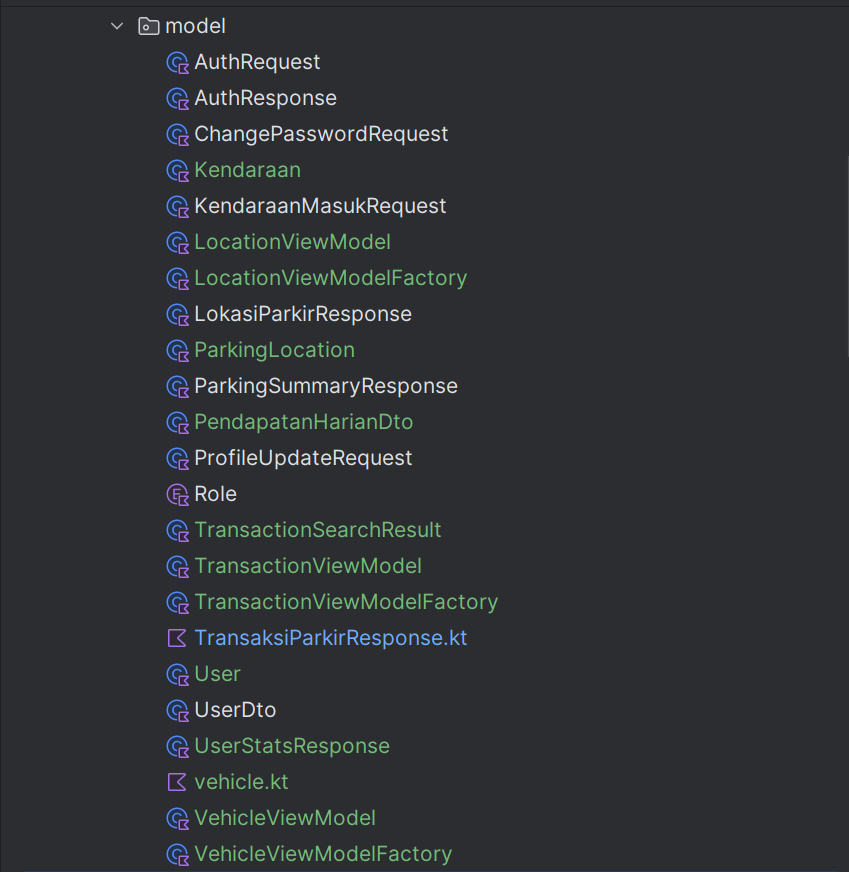 model
AuthRequest
AuthResponse
ChangePasswordRequest
Kendaraan
KendaraanMasukRequest
LocationViewModel
LocationViewModelFactory
LokasiParkirResponse
ParkingLocation
ParkingSummaryResponse
PendapatanHarianDto
ProfileUpdateRequest
Role
TransactionSearchResult
TransactionViewModel
TransactionViewModelFactory
TransaksiParkirResponse.kt
User
UserDto
UserStatsResponse
vehicle.kt
VehicleViewModel
VehicleViewModelFactory